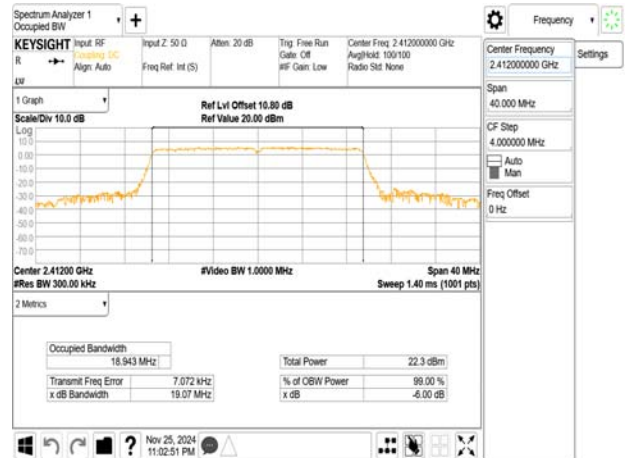 Spectrum Analyzer 1
Occupied BW
Frequency
KEYSIGHT Input: RF Input Z: 50 Ω Atten: 20 dB Trig: Free Run Center Freq: 2.412000000 GHz
R Coupling: DC Gate: Off Avg|Hold: 100/100
Align: Auto Freq Ref: Int (S) #IF Gain: Low Radio Std: None
LXI
Center Frequency
2.412000000 GHz
Settings
Span
40.000 MHz
CF Step
4.000000 MHz
Auto
Man
Freq Offset
0 Hz
1 Graph
Ref Lvl Offset 10.80 dB
Scale/Div 10.0 dB Ref Value 20.00 dBm
Log
10.0
0.00
-10.0
-20.0
-30.0
-40.0
-50.0
-60.0
-70.0
Center 2.41200 GHz #Video BW 1.0000 MHz Span 40 MHz
#Res BW 300.00 kHz Sweep 1.40 ms (1001 pts)
2 Metrics
Occupied Bandwidth
18.943 MHz Total Power 22.3 dBm
Transmit Freq Error 7.072 kHz % of OBW Power 99.00 %
x dB Bandwidth 19.07 MHz x dB -6.00 dB
?
Nov 25, 2024
11:02:51 PM